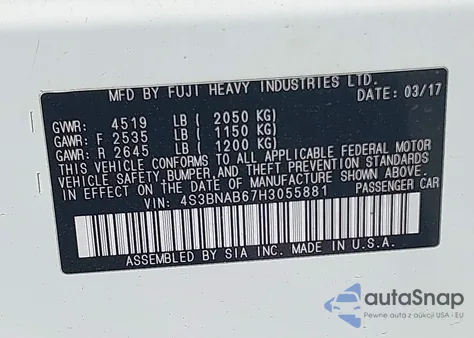 MFD BY FUJI HEAVY INDUSTRIES LTD.
DATE: 03/17
GVWR: 4519 LB ( 2050 KG)
GAWR: F 2535 LB ( 1150 KG)
GAWR: R 2645 LB ( 1200 KG)
THIS VEHICLE CONFORMS TO ALL APPLICABLE FEDERAL MOTOR
VEHICLE SAFETY, BUMPER, AND THEFT PREVENTION STANDARDS
IN EFFECT ON THE DATE OF MANUFACTURE SHOWN ABOVE.
VIN: 4S3BNAB67H3055881 PASSENGER CAR
ASSEMBLED BY SIA INC. MADE IN U.S.A.
autoSnap
Pewne auta z aukcji USA - EU